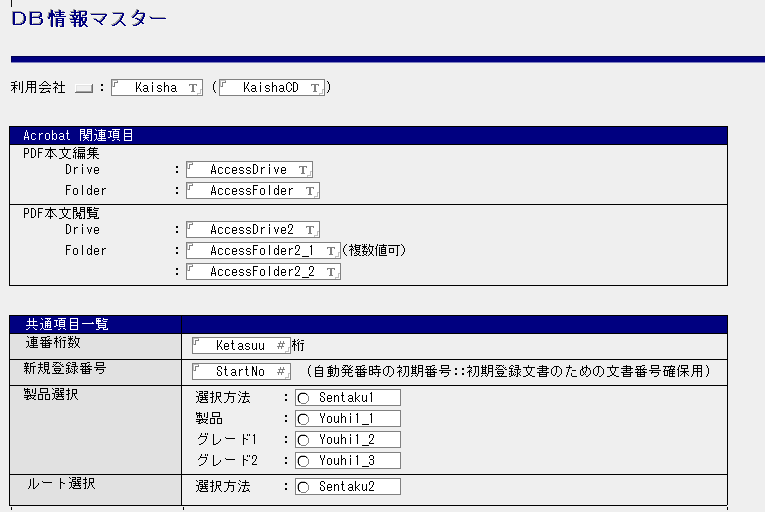 DB情報マスター
利用会社 : Kaisha T (KaishaCD T)
Acrobat 関連項目
PDF本文編集
Drive : AccessDrive T
Folder : AccessFolder T
PDF本文閲覧
Drive : AccessDrive2 T
Folder : AccessFolder2_1 T (複数値可)
: AccessFolder2_2 T
共通項目一覧
連番桁数 Ketasuu # 桁
新規登録番号 StartNo # (自動発番時の初期番号::初期登録文書のための文書番号確保用)
製品選択 選択方法 : Sentaku1
製品 : Youhi1_1
グレード1 : Youhi1_2
グレード2 : Youhi1_3
ルート選択 選択方法 : Sentaku2